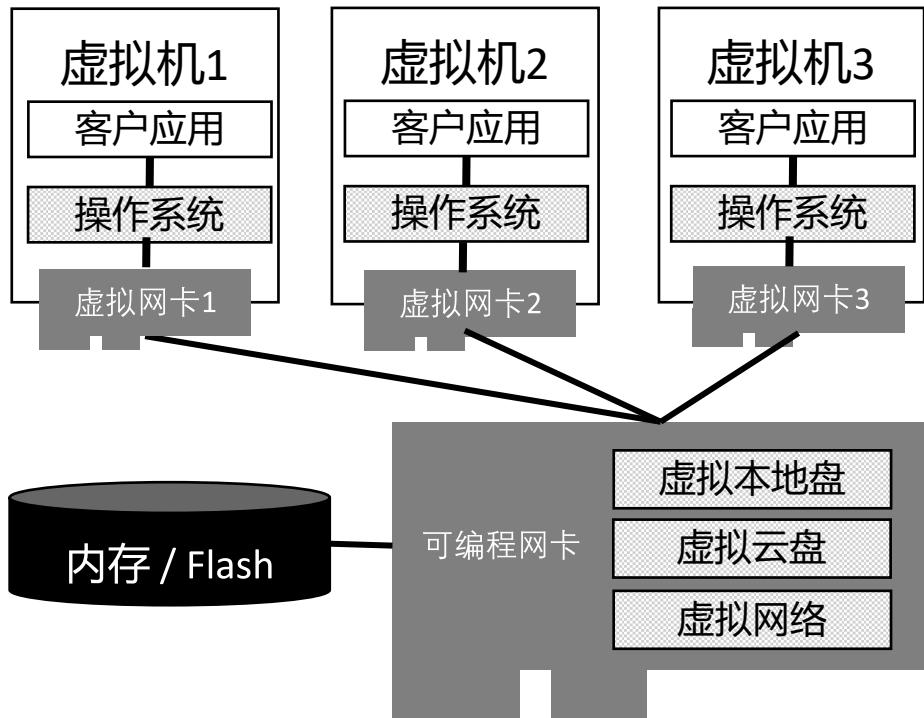 虚拟机1
客户应用
操作系统
虚拟网卡1
虚拟机2
客户应用
操作系统
虚拟网卡2
虚拟机3
客户应用
操作系统
虚拟网卡3
内存 / Flash
可编程网卡
虚拟本地盘
虚拟云盘
虚拟网络